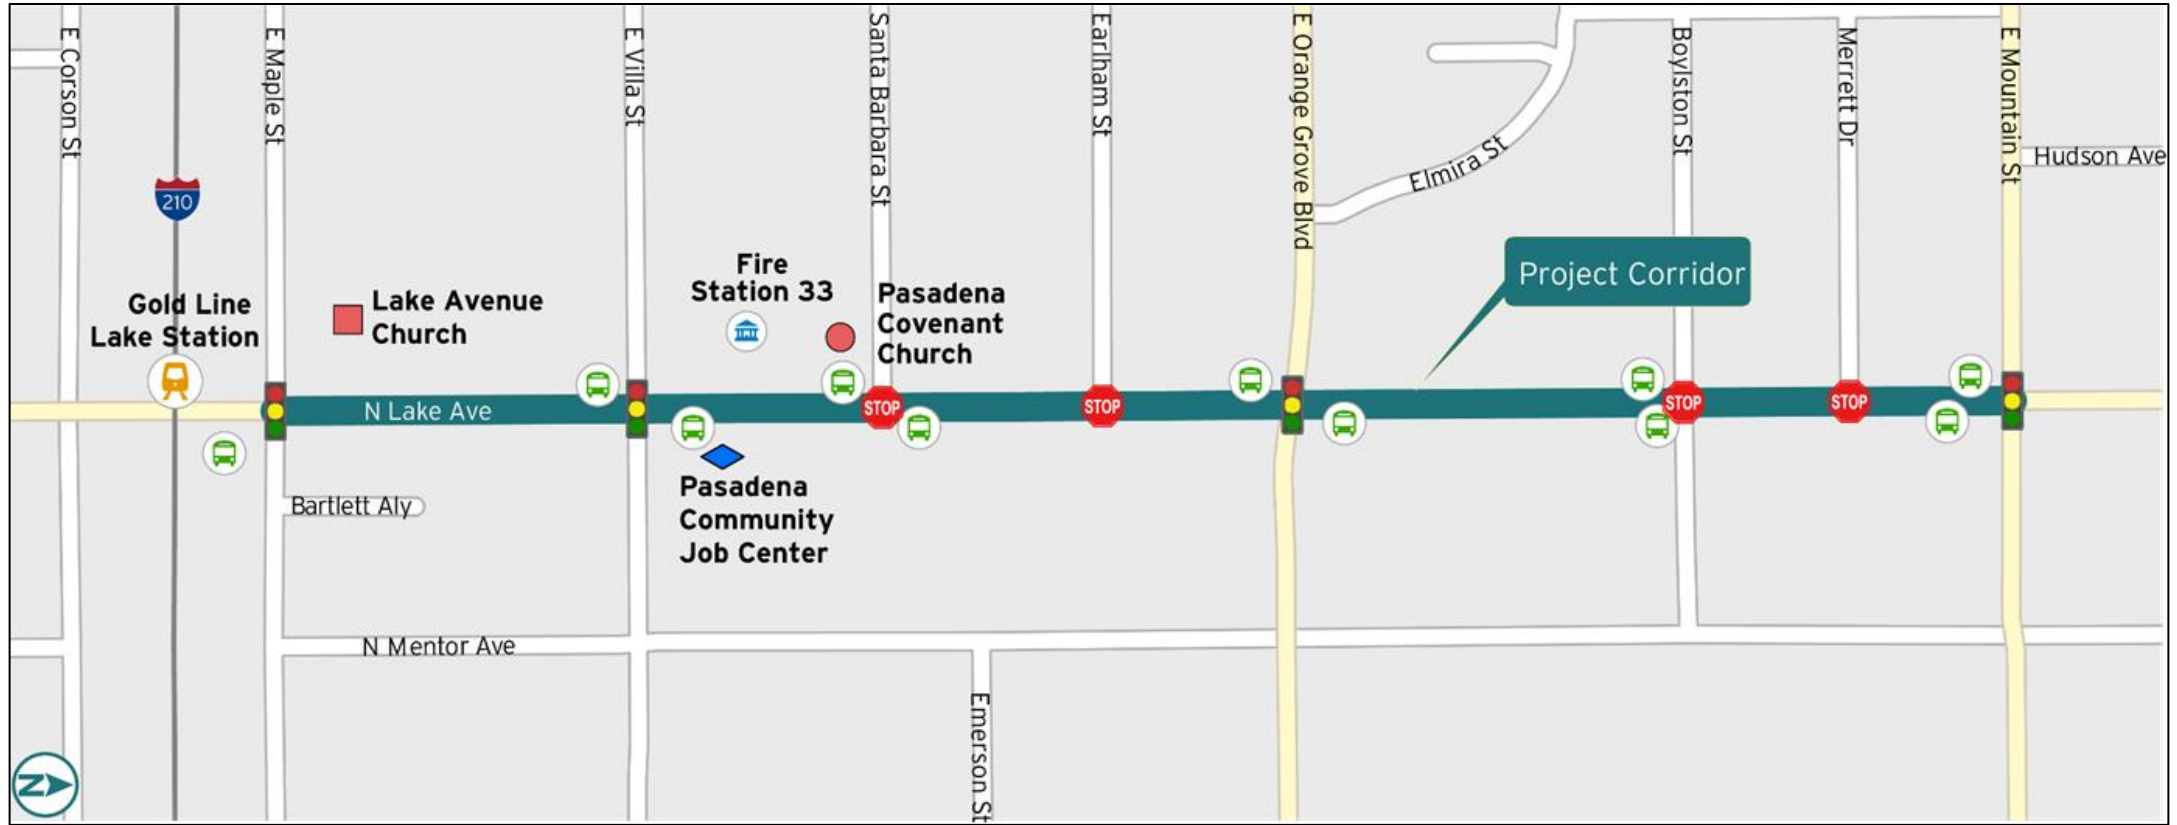 E Corson St
E Maple St
E Villa St
Santa Barbara St
Earlham St
E Orange Grove Blvd
Boylston St
Merrett Dr
E Mountain St
Elmira St
Hudson Ave
210
Gold Line
Lake Station
Lake Avenue
Church
Fire
Station 33
Pasadena
Covenant
Church
Project Corridor
N Lake Ave
STOP
STOP
STOP
STOP
Pasadena
Community
Job Center
Bartlett Aly
N Mentor Ave
Emerson St
N